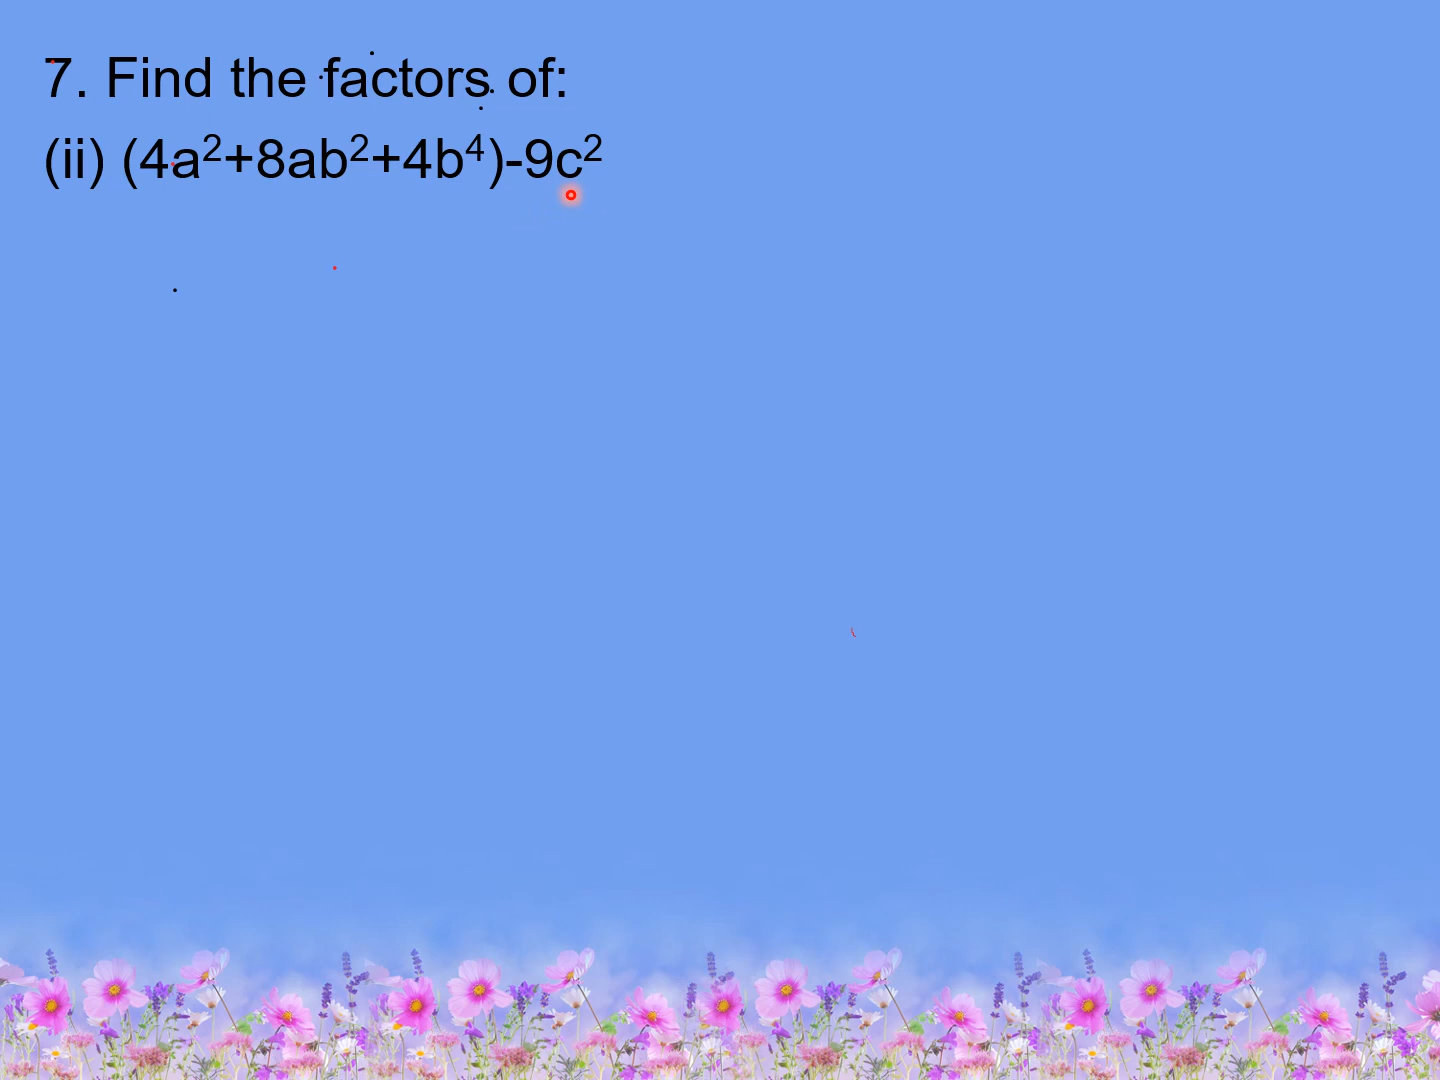 7. Find the factors of:
(ii) (4a²+8ab²+4b⁴)-9c²